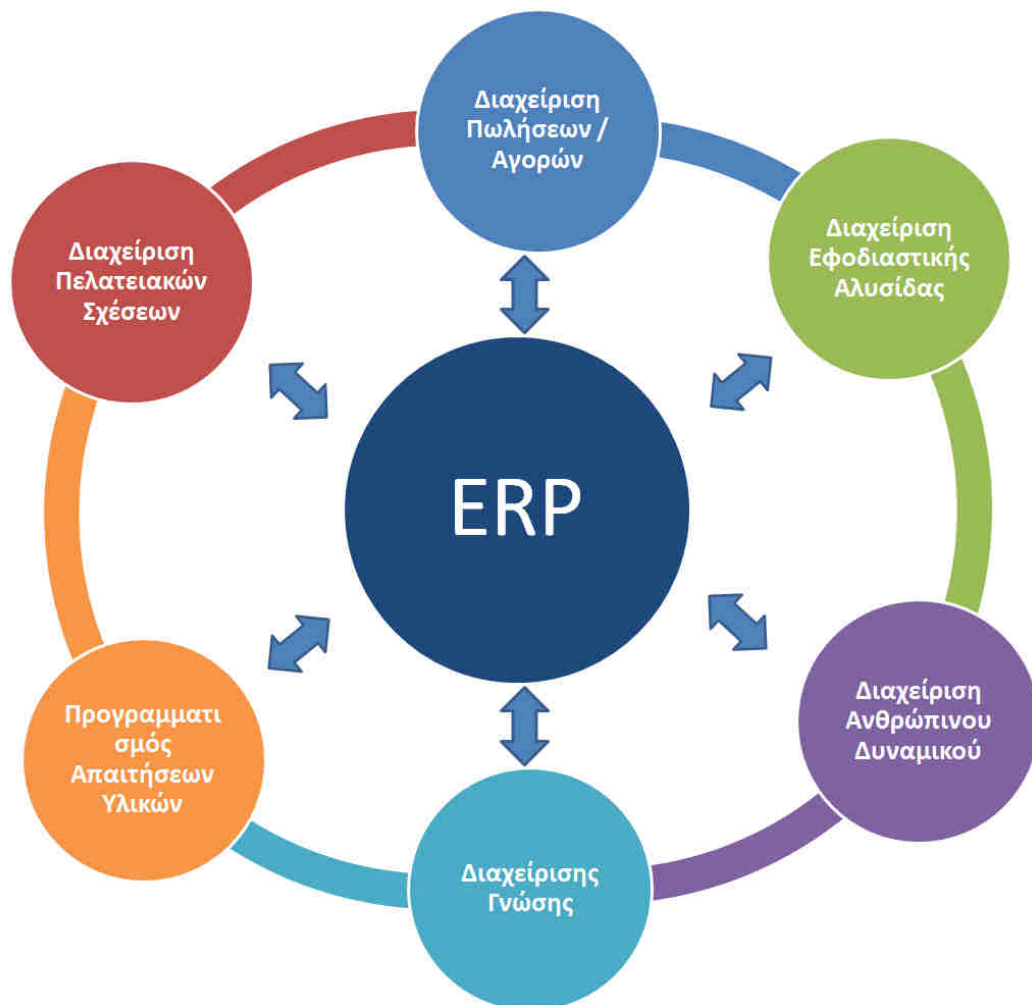 Διαχείριση
Πωλήσεων /
Αγορών
Διαχείριση
Εφοδιαστικής
Αλυσίδας
Διαχείριση
Πελατειακών
Σχέσεων
ERP
Διαχείριση
Ανθρώπινου
Δυναμικού
Προγραμματι
σμός
Απαιτήσεων
Υλικών
Διαχείρισης
Γνώσης